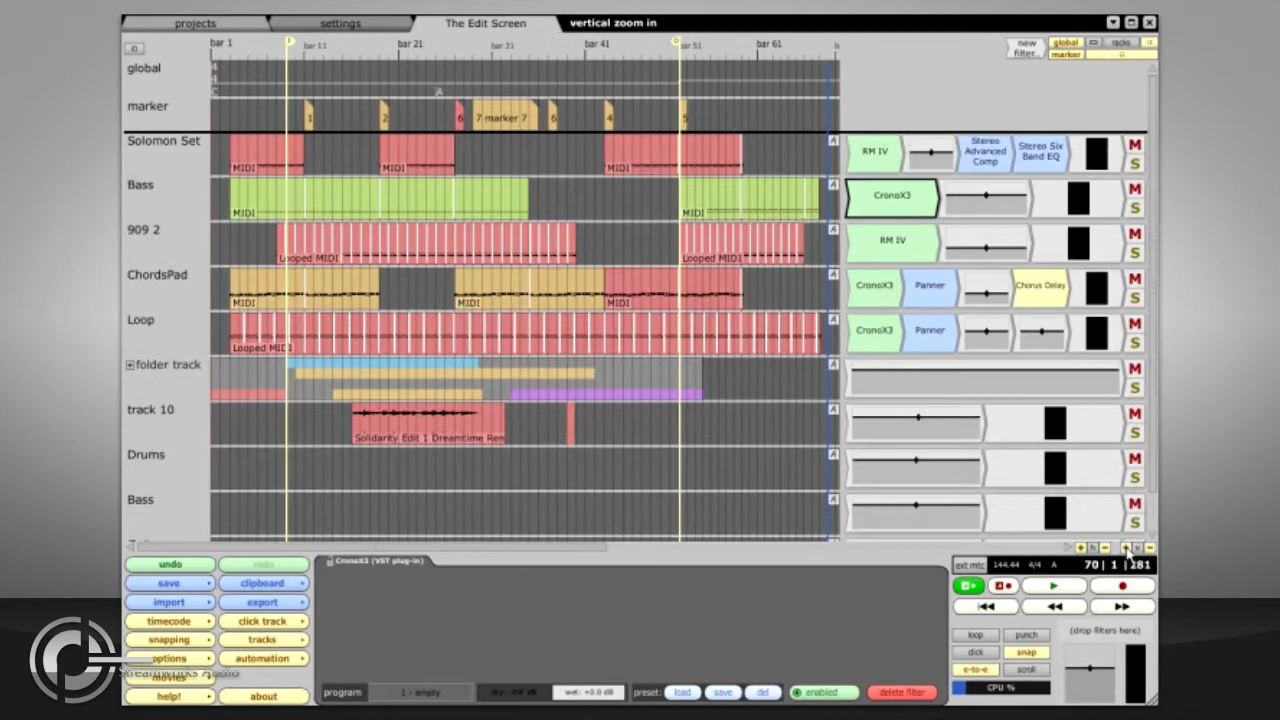 projects settings The Edit Screen vertical zoom in
bar 1 bar 11 bar 21 bar 31 bar 41 bar 51 bar 61 b
new filter... global racks
marker
global 4
4
C A
marker 1 2 6 7 marker 7 6 4 5
Solomon Set MIDI MIDI MIDI A RM IV Stereo Advanced Comp Stereo Six Band EQ M
S
Bass MIDI MIDI A CronoX3 M
S
909 2 Looped MIDI Looped MIDI A RM IV M
S
ChordsPad MIDI MIDI MIDI A CronoX3 Panner Chorus Delay M
S
Loop Looped MIDI A CronoX3 Panner M
S
folder track A M
S
track 10 Solidarity Edit 1 Dreamtime Ren A M
S
Drums A M
S
Bass A M
S
h v
undo redo CronoX3 (VST plug-in) ext mtc 144.44 4/4 A 70| 1 |281
save clipboard
import export
timecode click track
snapping tracks loop punch (drop filters here)
options automation click snap
movies e-to-e scroll
Streamworks Audio
help! about program 1 - empty wet: +0.0 dB preset: load save del enabled delete filter CPU %